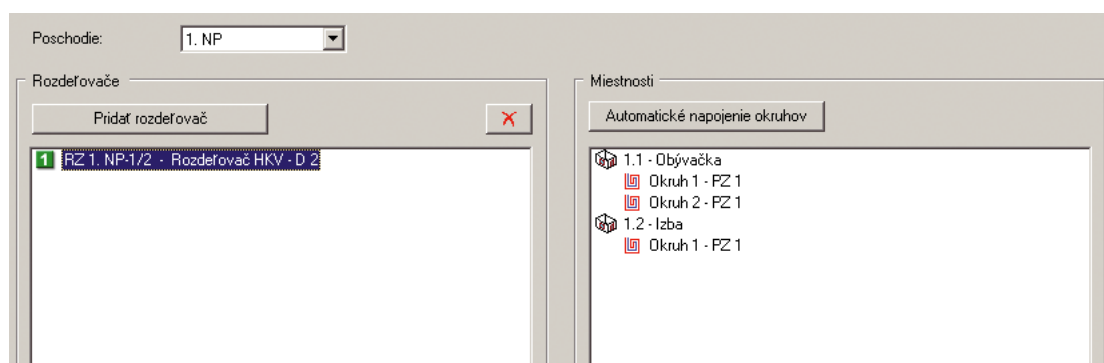 Poschodie: 1. NP
Rozdeľovače
Pridať rozdeľovač
1 RZ 1. NP-1/2 - Rozdeľovač HKV - D 2
Miestnosti
Automatické napojenie okruhov
1.1 - Obývačka
Okruh 1 - PZ 1
Okruh 2 - PZ 1
1.2 - Izba
Okruh 1 - PZ 1